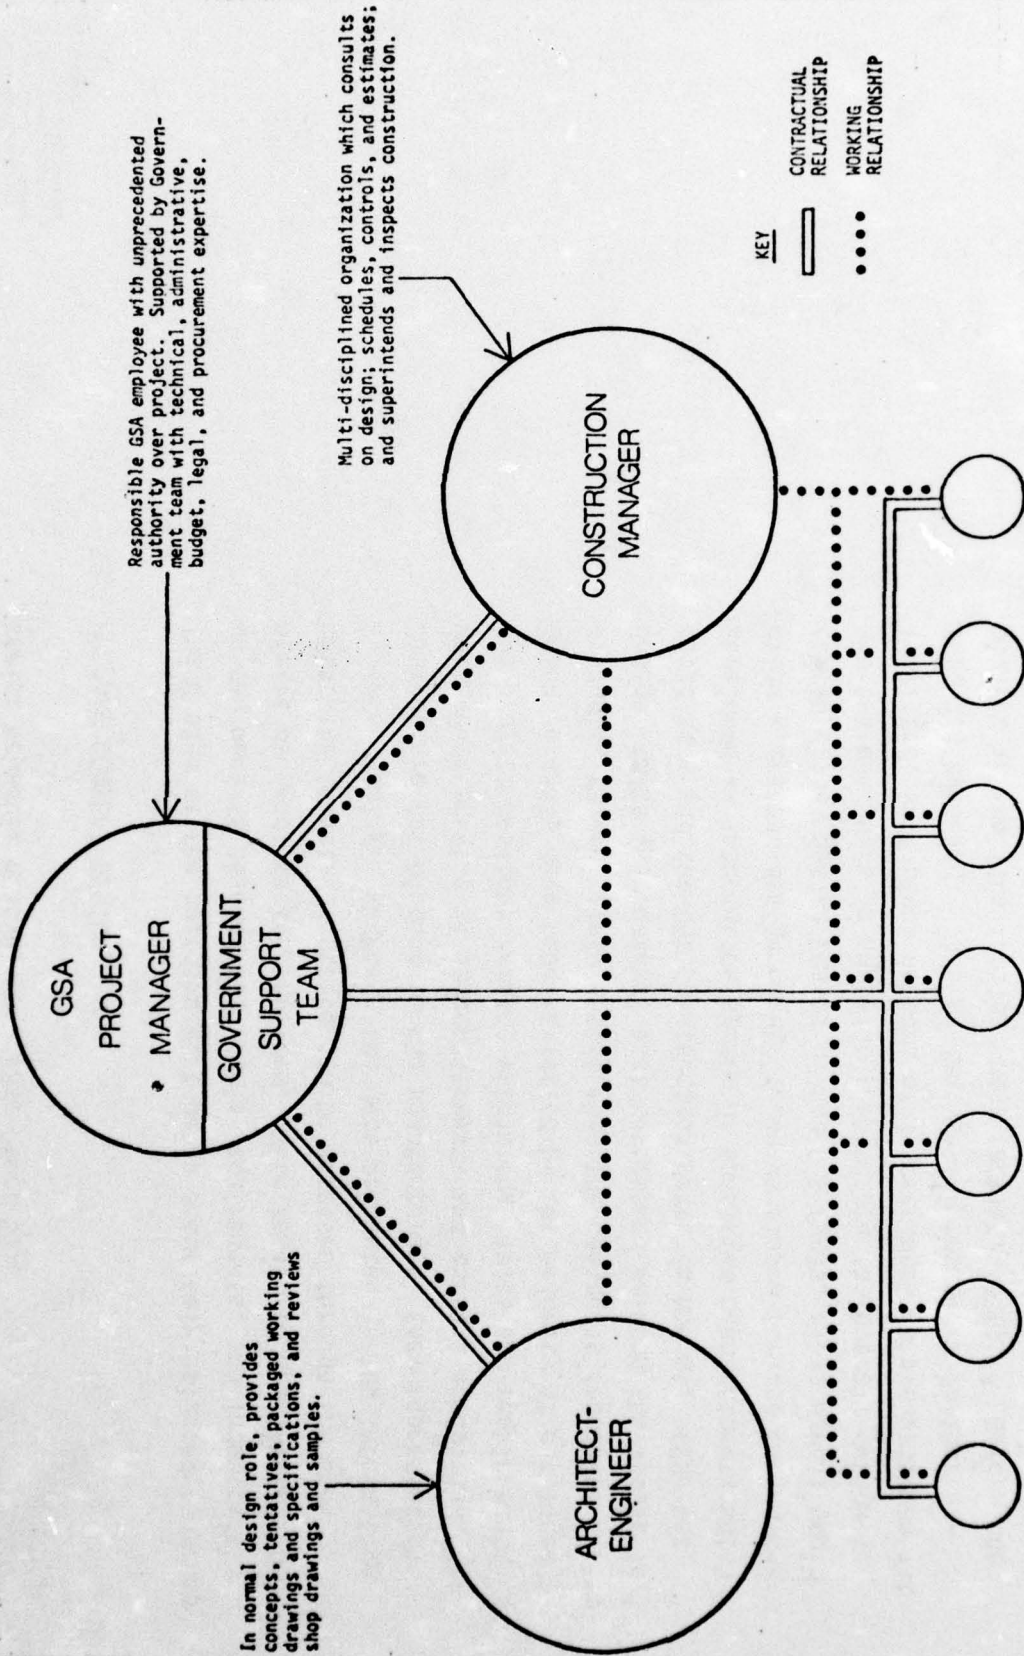 Responsible GSA employee with unprecedented
authority over project. Supported by Govern-
ment team with technical, administrative,
budget, legal, and procurement expertise.
GSA
PROJECT
MANAGER
GOVERNMENT
SUPPORT
TEAM
In normal design role, provides
concepts, tentatives, packaged working
drawings and specifications, and reviews
shop drawings and samples.
Multi-disciplined organization which consults
on design; schedules, controls, and estimates;
and superintends and inspects construction.
ARCHITECT-
ENGINEER
CONSTRUCTION
MANAGER
KEY
CONTRACTUAL
RELATIONSHIP
WORKING
RELATIONSHIP